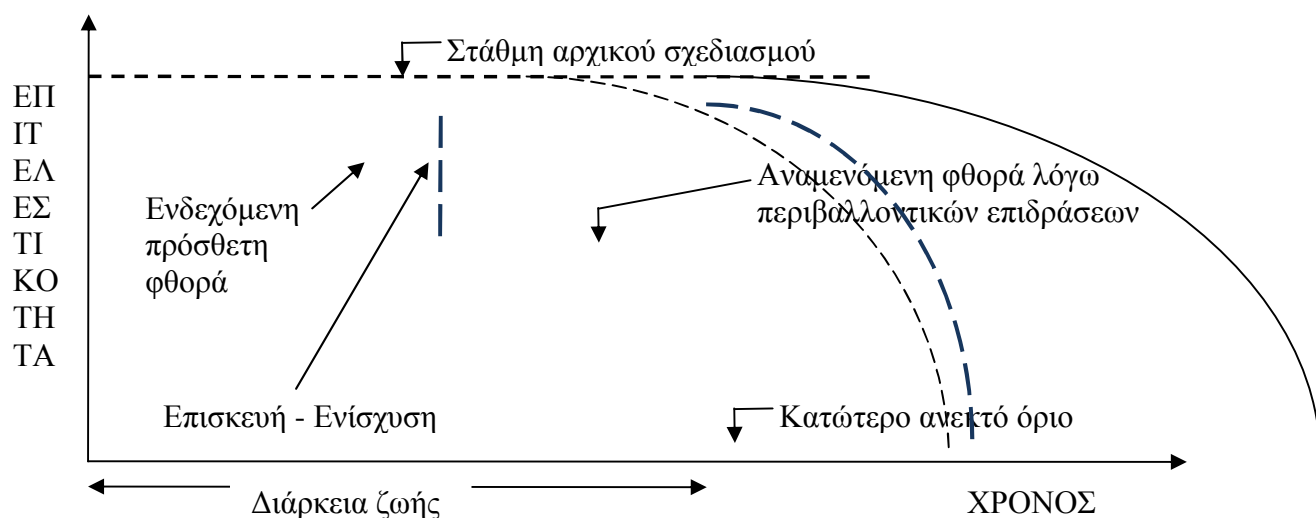 Στάθμη αρχικού σχεδιασμού
ΕΠ
ΙΤ
ΕΛ
ΕΣ
ΤΙ
ΚΟ
ΤΗ
ΤΑ
Ενδεχόμενη
πρόσθετη
φθορά
Αναμενόμενη φθορά λόγω
περιβαλλοντικών επιδράσεων
Επισκευή - Ενίσχυση
Κατώτερο ανεκτό όριο
Διάρκεια ζωής
ΧΡΟΝΟΣ